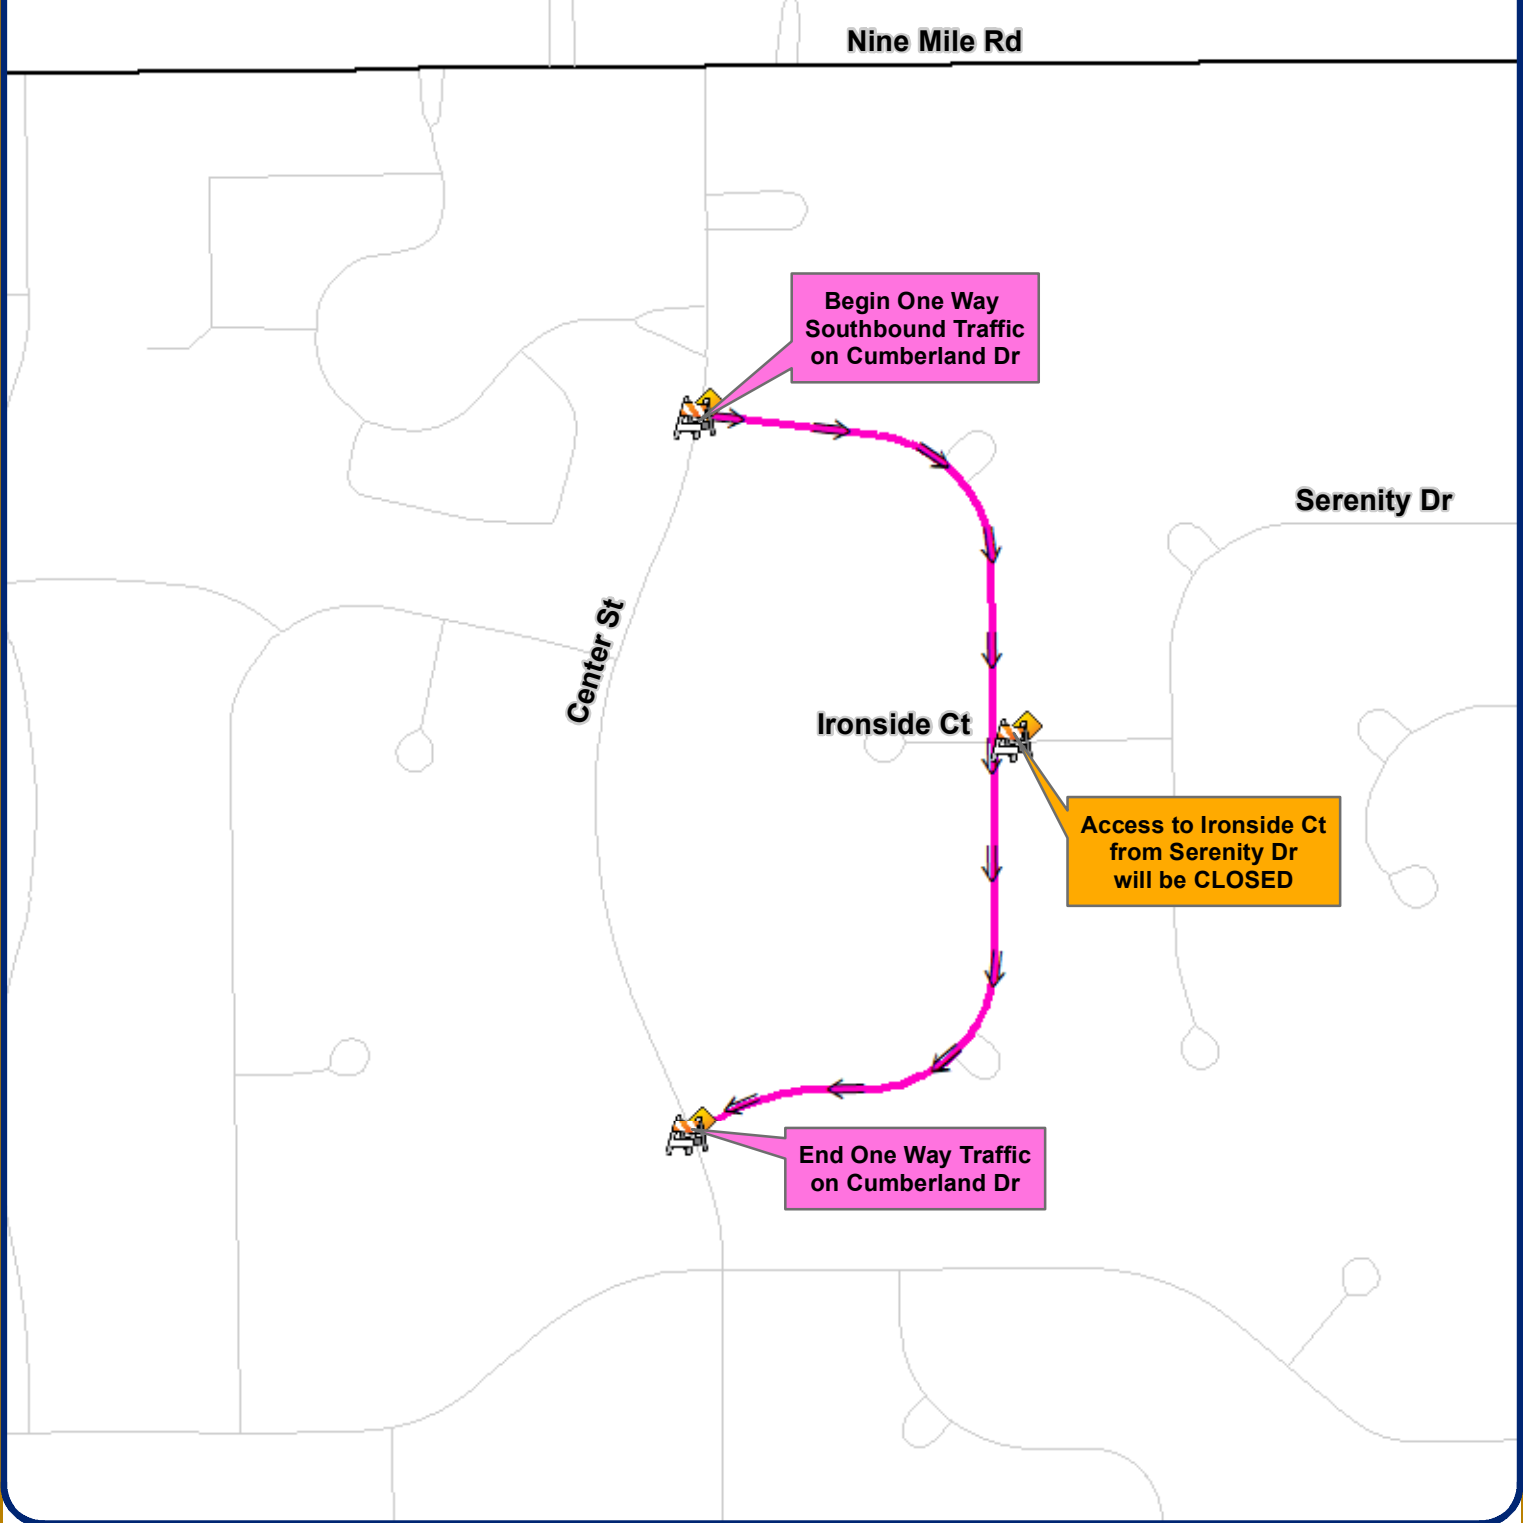 Nine Mile Rd
Begin One Way
Southbound Traffic
on Cumberland Dr
Serenity Dr
Center St
Ironside Ct
Access to Ironside Ct
from Serenity Dr
will be CLOSED
End One Way Traffic
on Cumberland Dr